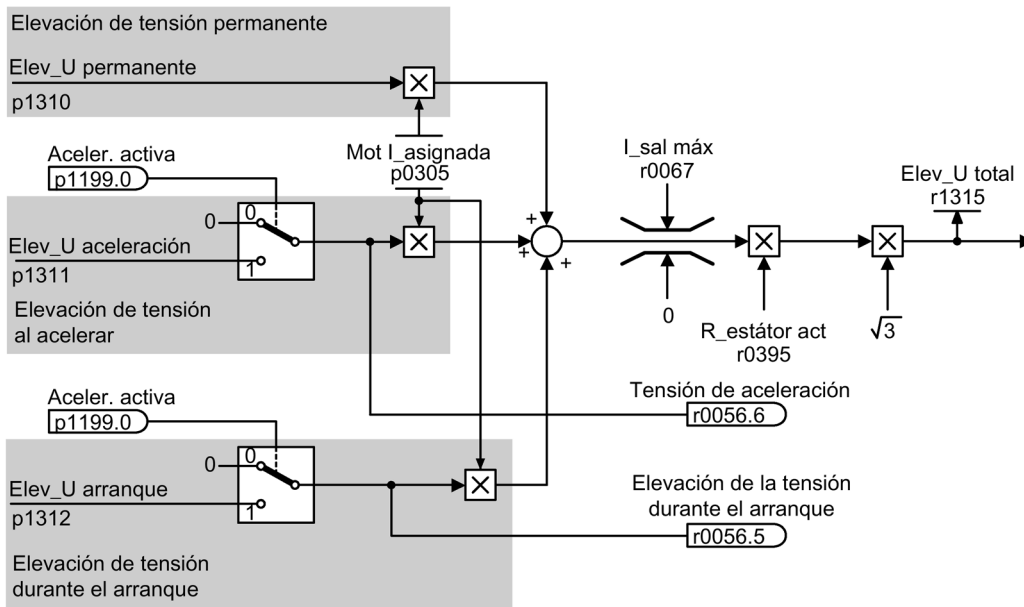 Elevación de tensión permanente
Elev_U permanente
p1310
Aceler. activa
p1199.0
Mot I_asignada
p0305
I_sal máx
r0067
Elev_U total
r1315
0
0
Elev_U aceleración
p1311
1
Elevación de tensión
al acelerar
+
+
+
0
R_estátor act
r0395
√3
Tensión de aceleración
r0056.6
Aceler. activa
p1199.0
0
0
Elev_U arranque
p1312
1
Elevación de la tensión
durante el arranque
r0056.5
Elevación de tensión
durante el arranque